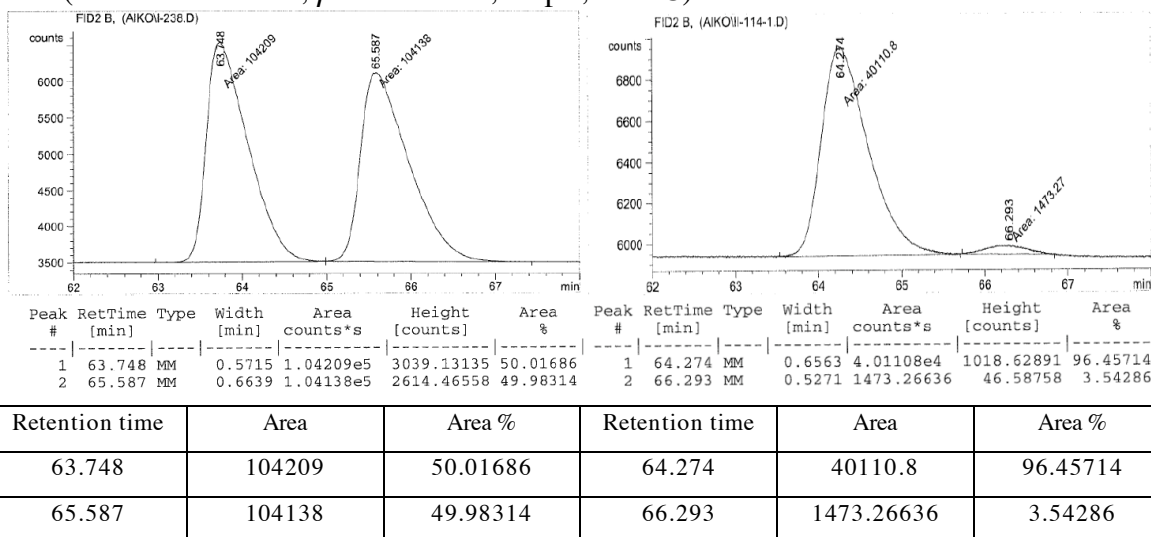 FID2 B, (AIKO\I-238.D)
counts
6000
5500
5000
4500
4000
3500
63.748
Area: 104209
65.587
Area: 104138
62 63 64 65 66 67 min
Peak RetTime Type Width Area Height Area
# [min] [min] counts*s [counts] %
1 63.748 MM 0.5715 1.04209e5 3039.13135 50.01686
2 65.587 MM 0.6639 1.04138e5 2614.46558 49.98314
FID2 B, (AIKO\II-114-1.D)
counts
6800
6600
6400
6200
6000
64.274
Area: 40110.8
66.293
Area: 1473.27
62 63 64 65 66 67 min
Peak RetTime Type Width Area Height Area
# [min] [min] counts*s [counts] %
1 64.274 MM 0.6563 4.01108e4 1018.62891 96.45714
2 66.293 MM 0.5271 1473.26636 46.58758 3.54286
Retention time Area Area % Retention time Area Area %
63.748 104209 50.01686 64.274 40110.8 96.45714
65.587 104138 49.98314 66.293 1473.26636 3.54286